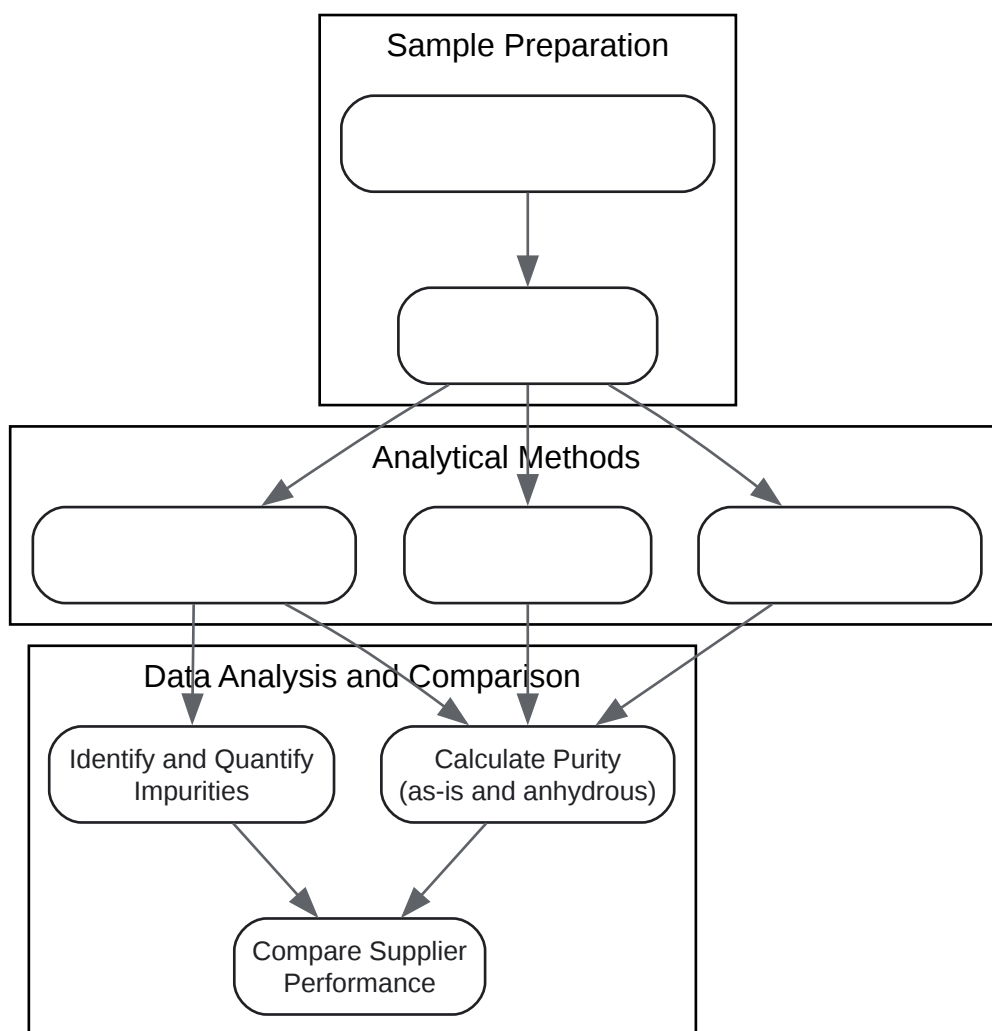 Sample Preparation
Analytical Methods
Data Analysis and Comparison
Identify and Quantify
Impurities
Calculate Purity
(as-is and anhydrous)
Compare Supplier
Performance